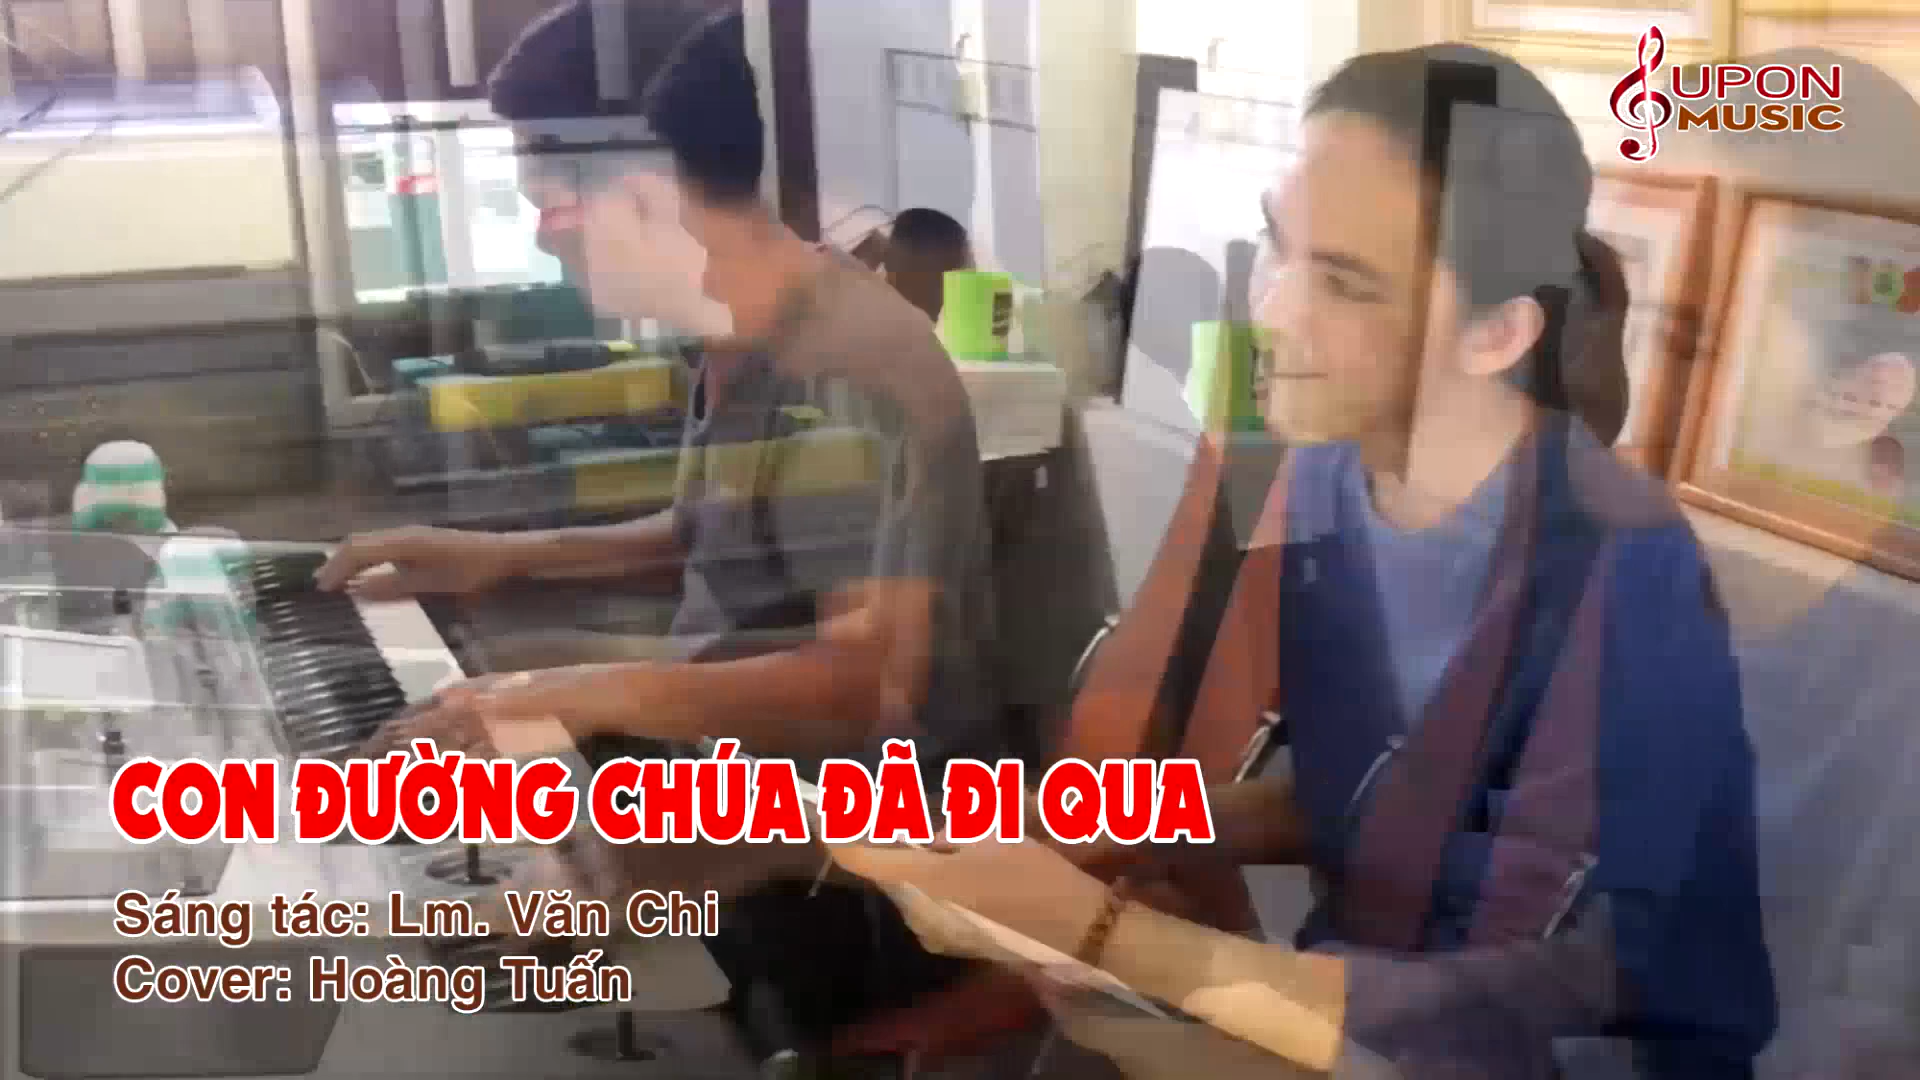 UPON
MUSIC
CON ĐƯỜNG CHÚA ĐÃ ĐI QUA
Sáng tác: Lm. Văn Chi
Cover: Hoàng Tuấn